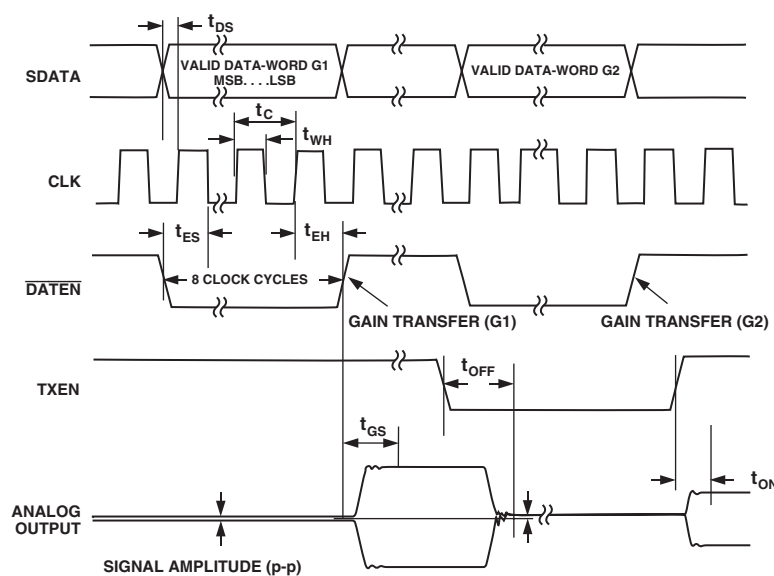 tDS
SDATA
VALID DATA-WORD G1
MSB. . . .LSB
VALID DATA-WORD G2
tC
tWH
CLK
tES
tEH
DATEN
8 CLOCK CYCLES
GAIN TRANSFER (G1)
GAIN TRANSFER (G2)
TXEN
tOFF
tGS
tON
ANALOG
OUTPUT
SIGNAL AMPLITUDE (p-p)